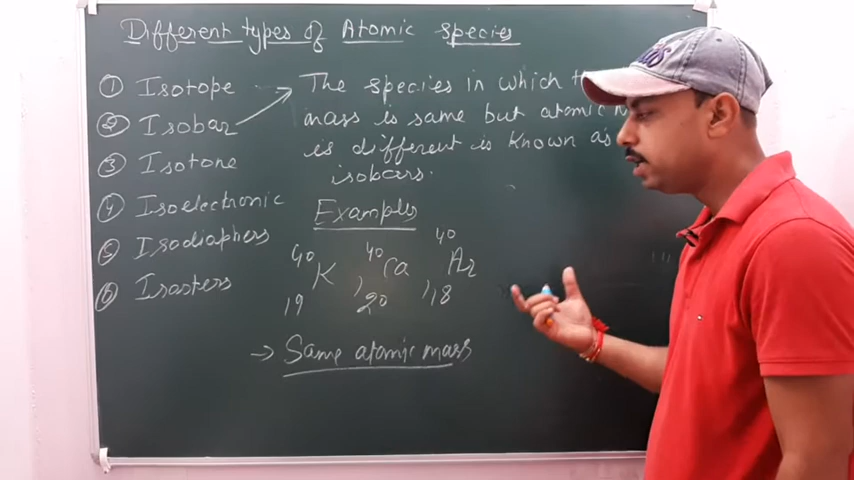 Different types of Atomic species
① Isotope
② Isobar
③ Isotone
④ Isoelectronic
⑤ Isodiaphers
⑥ Isosters
The species in which
mass is same but atomic
is different is known as
isobars.
Examples
40 K 19, 40 Ca 20, 40 Ar 18
→ Same atomic mass